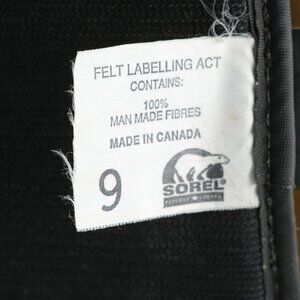 FELT LABELLING ACT
CONTAINS:
100%
MAN MADE FIBRES
MADE IN CANADA
9
SOREL